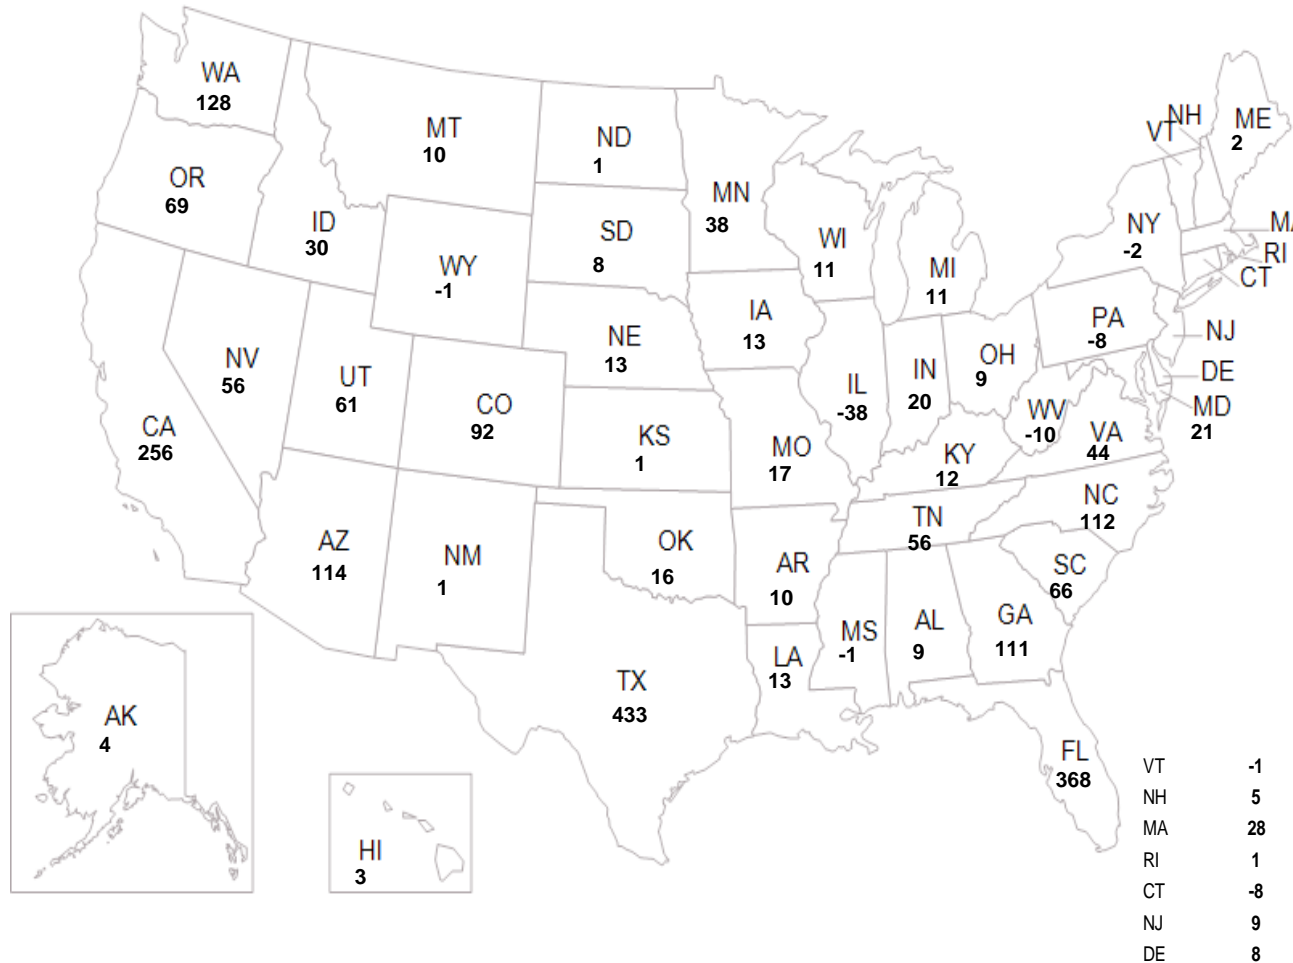 WA
128
MT
10
ND
1
OR
69
ID
30
WY
-1
SD
8
MN
38
WI
11
MI
11
NH
VT
ME
2
NY
-2
MA
RI
CT
NJ
DE
MD
21
PA
-8
NV
56
UT
61
CO
92
NE
13
IA
13
IL
-38
IN
20
OH
9
WV
-10
VA
44
CA
256
KS
1
MO
17
KY
12
NC
112
TN
56
SC
66
AZ
114
NM
1
OK
16
AR
10
MS
-1
AL
9
GA
111
LA
13
TX
433
FL
368
AK
4
HI
3
VT -1
NH 5
MA 28
RI 1
CT -8
NJ 9
DE 8